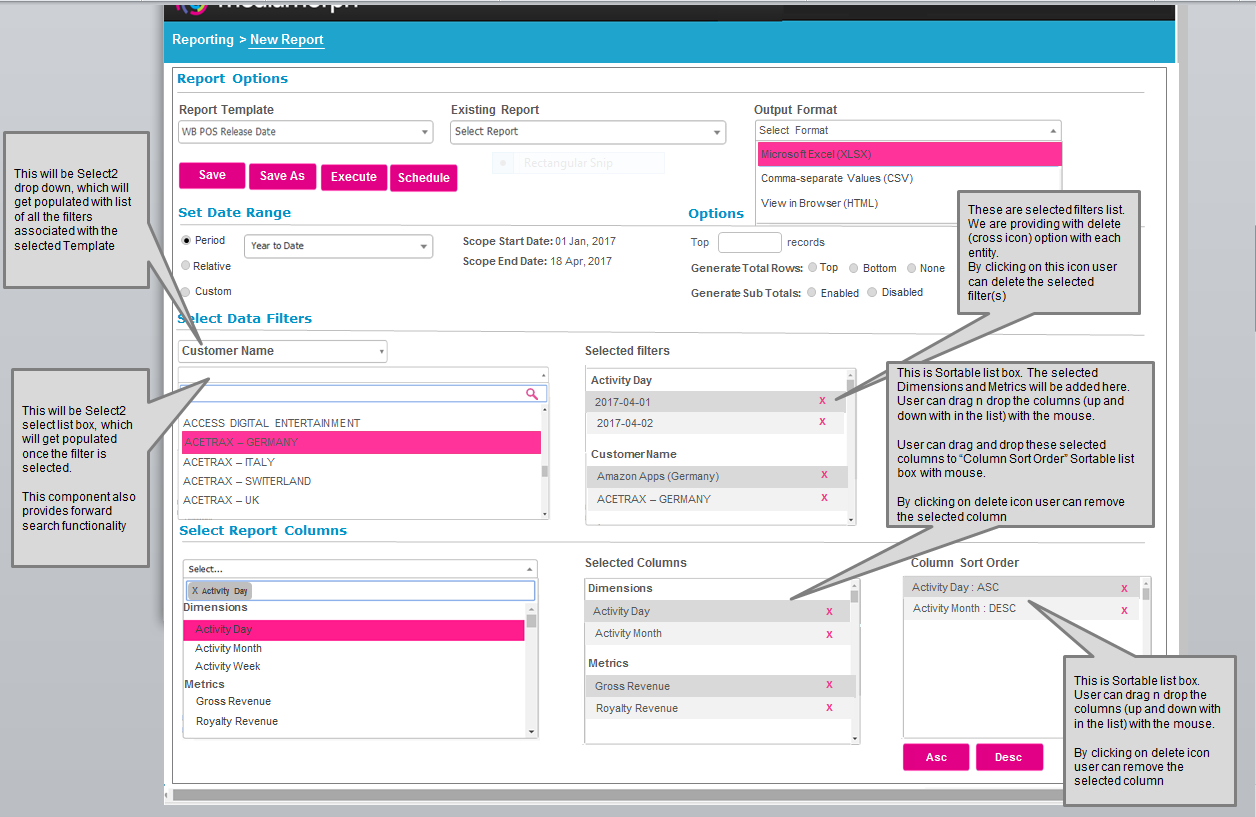 mediamorph
Reporting > New Report
Report Options
Report Template
Existing Report
Output Format
WB POS Release Date
Select Report
Select Format
Microsoft Excel (XLSX)
Comma-separate Values (CSV)
View in Browser (HTML)
Rectangular Snip
Save
Save As
Execute
Schedule
Set Date Range
Options
Period
Year to Date
Relative
Custom
Scope Start Date: 01 Jan, 2017
Scope End Date: 18 Apr, 2017
Top records
Generate Total Rows: Top Bottom None
Generate Sub Totals: Enabled Disabled
Select Data Filters
Customer Name
ACCESS DIGITAL ENTERTAINMENT
ACETRAX – GERMANY
ACETRAX – ITALY
ACETRAX – SWITERLAND
ACETRAX – UK
Selected filters
Activity Day
2017-04-01 X
2017-04-02 X
Customer Name
Amazon Apps (Germany) X
ACETRAX – GERMANY X
Select Report Columns
Select...
X Activity Day
Dimensions
Activity Day
Activity Month
Activity Week
Metrics
Gross Revenue
Royalty Revenue
Selected Columns
Dimensions
Activity Day X
Activity Month X
Metrics
Gross Revenue X
Royalty Revenue X
Column Sort Order
Activity Day : ASC X
Activity Month : DESC X
Asc
Desc
This will be Select2
drop down, which will
get populated with list
of all the filters
associated with the
selected Template
This will be Select2
select list box, which
will get populated
once the filter is
selected.
This component also
provides forward
search functionality
These are selected filters list.
We are providing with delete
(cross icon) option with each
entity.
By clicking on this icon user
can delete the selected
filter(s)
This is Sortable list box. The selected
Dimensions and Metrics will be added here.
User can drag n drop the columns (up and
down with in the list) with the mouse.
User can drag and drop these selected
columns to “Column Sort Order” Sortable list
box with mouse.
By clicking on delete icon user can remove
the selected column
This is Sortable list box.
User can drag n drop the
columns (up and down with
in the list) with the mouse.
By clicking on delete icon
user can remove the
selected column